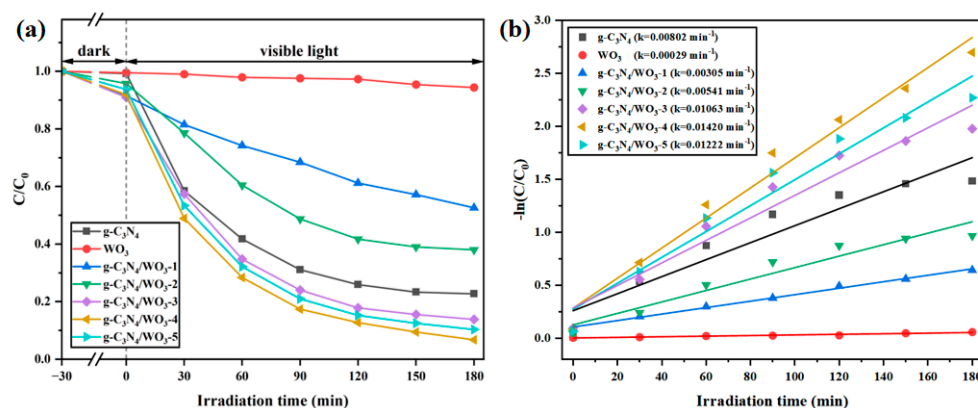 (a)
dark
visible light
1.0
0.8
0.6
0.4
0.2
0.0
C/C₀
g-C₃N₄
WO₃
g-C₃N₄/WO₃-1
g-C₃N₄/WO₃-2
g-C₃N₄/WO₃-3
g-C₃N₄/WO₃-4
g-C₃N₄/WO₃-5
−30 0 30 60 90 120 150 180
Irradiation time (min)
(b)
-3.0
-2.5
-2.0
-1.5
-1.0
-0.5
0.0
-ln(C/C₀)
g-C₃N₄ (k=0.00802 min⁻¹)
WO₃ (k=0.00029 min⁻¹)
g-C₃N₄/WO₃-1 (k=0.00305 min⁻¹)
g-C₃N₄/WO₃-2 (k=0.00541 min⁻¹)
g-C₃N₄/WO₃-3 (k=0.01063 min⁻¹)
g-C₃N₄/WO₃-4 (k=0.01420 min⁻¹)
g-C₃N₄/WO₃-5 (k=0.01222 min⁻¹)
0 20 40 60 80 100 120 140 160 180
Irradiation time (min)